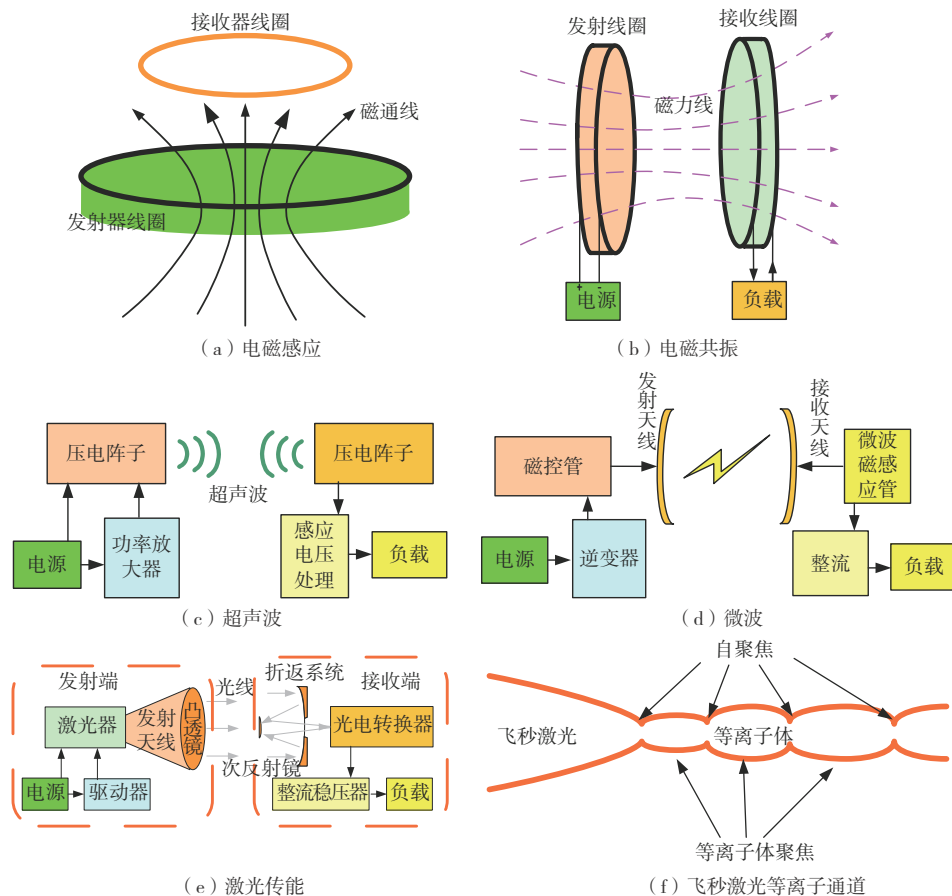 接收器线圈
磁通线
发射器线圈
(a)电磁感应
发射线圈
接收线圈
磁力线
+
-
电源
负载
(b)电磁共振
压电阵子
压电阵子
超声波
电源
功率放
大器
感应
电压
处理
负载
(c)超声波
发射天线
接收天线
磁控管
微波
磁感
应管
电源
逆变器
整流
负载
(d)微波
发射端
光线
折返系统
接收端
激光器
发射
天线
凸透镜
光电转换器
次反射镜
电源
驱动器
整流稳压器
负载
(e)激光传能
自聚焦
飞秒激光
等离子体
等离子体聚焦
(f)飞秒激光等离子通道